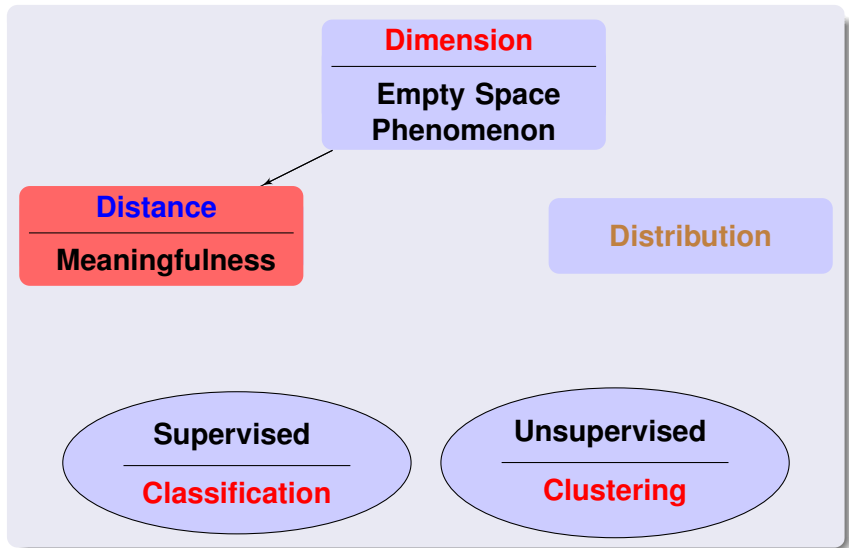 Dimension
Empty Space
Phenomenon
Distance
Meaningfulness
Distribution
Supervised
Classification
Unsupervised
Clustering